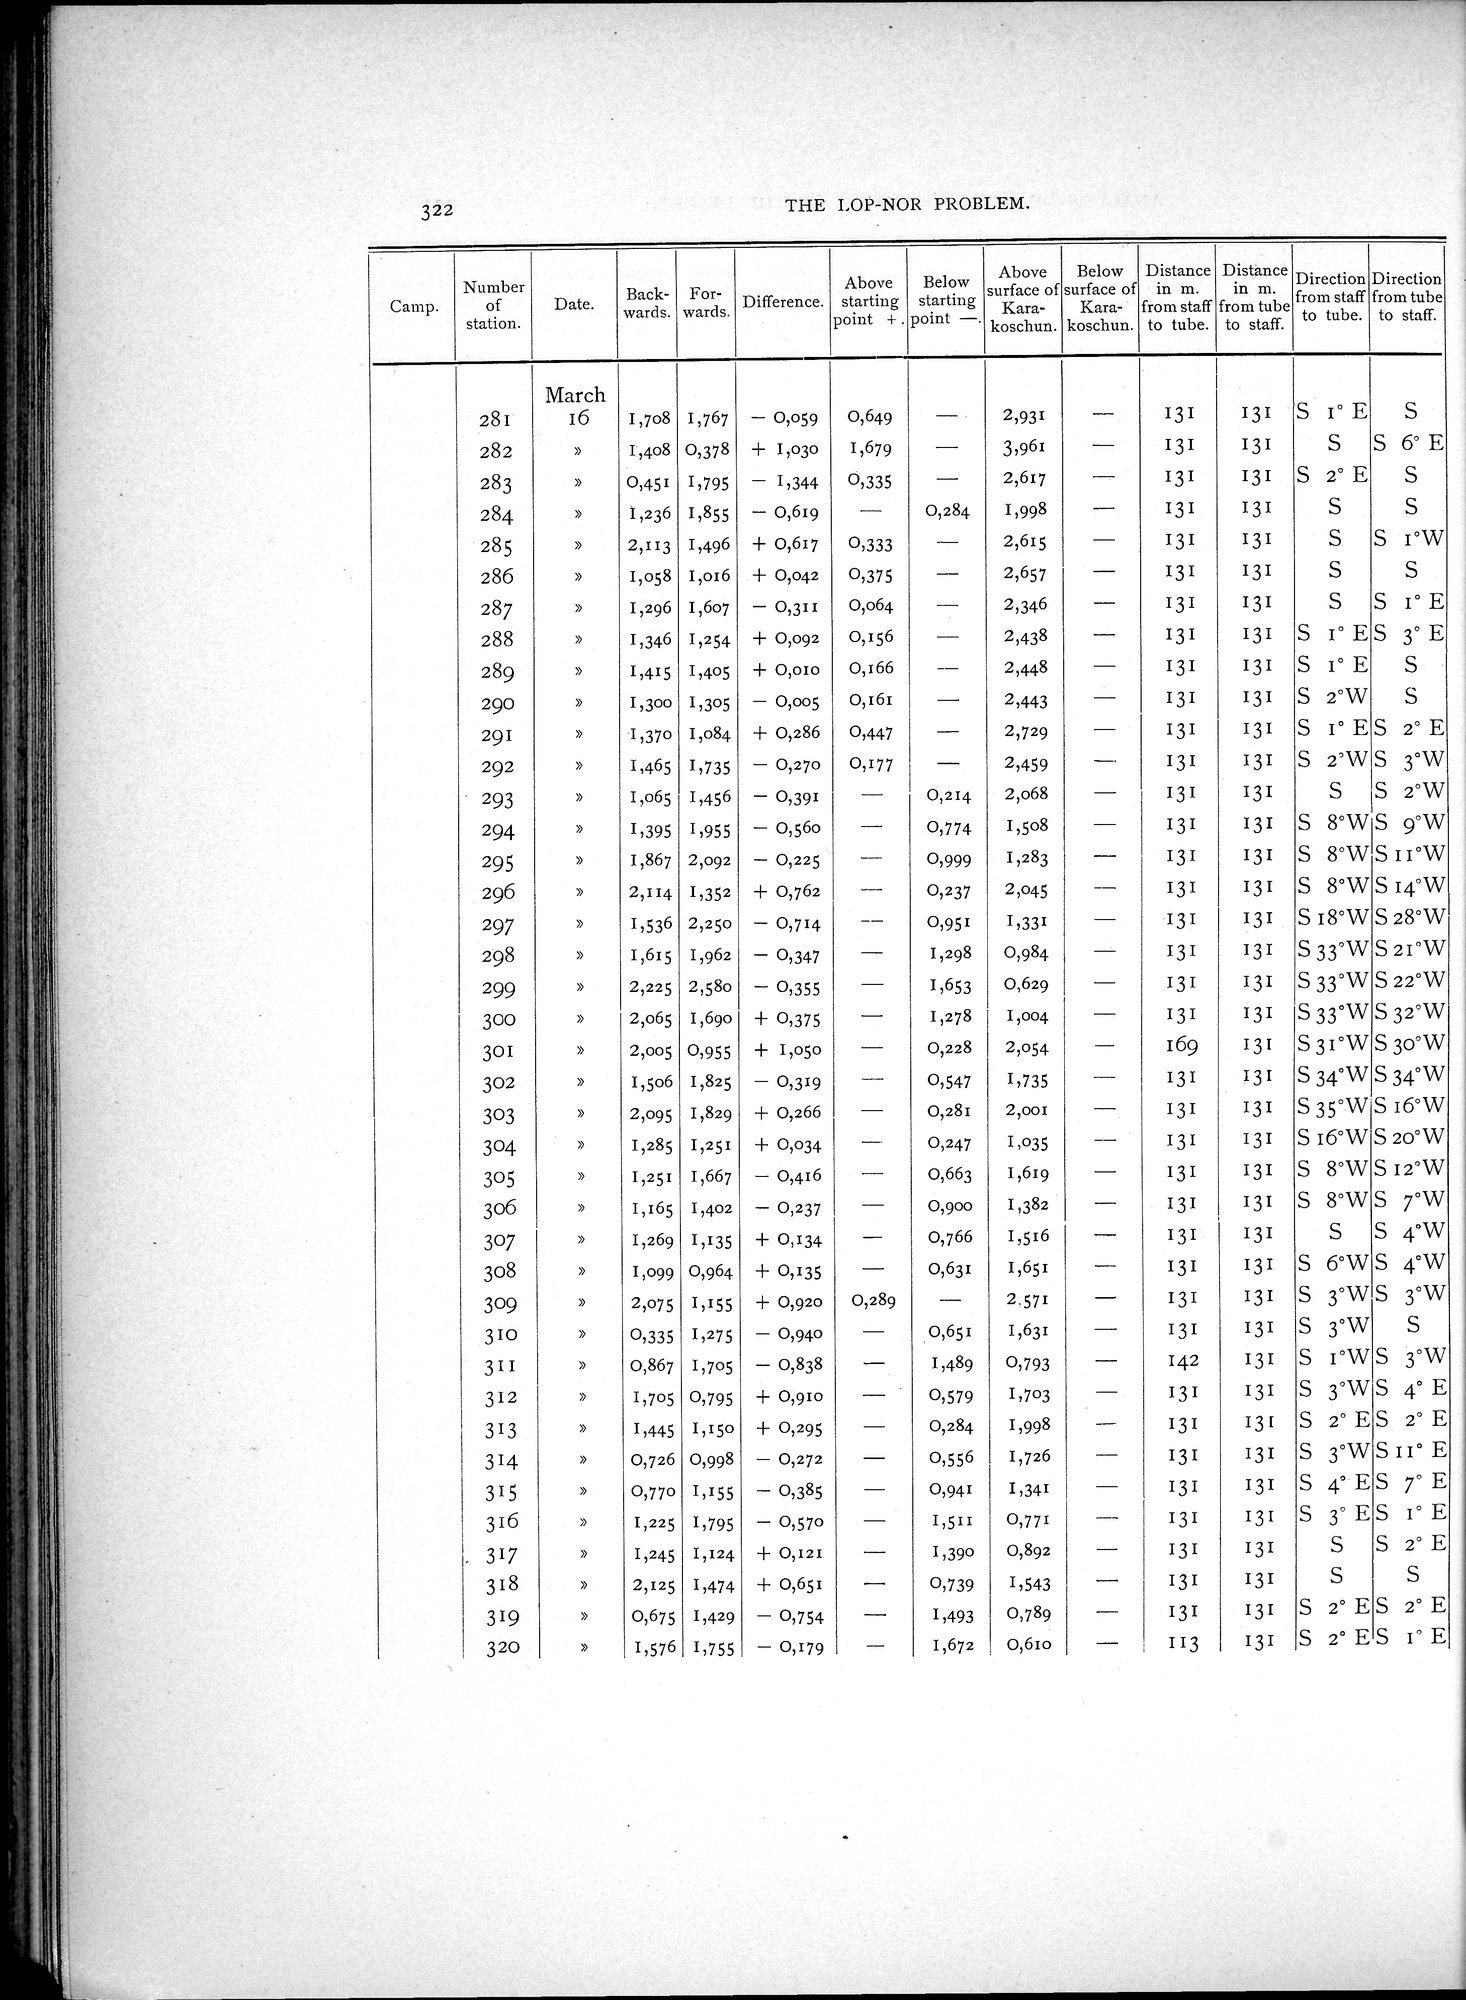 322
THE LOP-NOR PROBLEM.
Camp. | Number of station. | Date. | Back-wards. | For-wards. | Difference. | Above starting point +. | Below starting point —. | Above surface of Kara-koschun. | Below surface of Kara-koschun. | Distance in m. from staff to tube. | Distance in m. from tube to staff. | Direction from staff to tube. | Direction from tube to staff.
March
281 16 1,708 1,767 — 0,059 0,649 — 2,931 — 131 131 S 1° E S
282 » 1,408 0,378 + 1,030 1,679 — 3,961 — 131 131 S S 6° E
283 » 0,451 1,795 — 1,344 0,335 — 2,617 — 131 131 S 2° E S
284 » 1,236 1,855 — 0,619 — 0,284 1,998 — 131 131 S S
285 » 2,113 1,496 + 0,617 0,333 — 2,615 — 131 131 S S 1° W
286 » 1,058 1,016 + 0,042 0,375 — 2,657 — 131 131 S S
287 » 1,296 1,607 — 0,311 0,064 — 2,346 — 131 131 S S 1° E
288 » 1,346 1,254 + 0,092 0,156 — 2,438 — 131 131 S 1° E S 3° E
289 » 1,415 1,405 + 0,010 0,166 — 2,448 — 131 131 S 1° E S
290 » 1,300 1,305 — 0,005 0,161 — 2,443 — 131 131 S 2° W S
291 » 1,370 1,084 + 0,286 0,447 — 2,729 — 131 131 S 1° E S 2° E
292 » 1,465 1,735 — 0,270 0,177 — 2,459 — 131 131 S 2° W S 3° W
293 » 1,065 1,456 — 0,391 — 0,214 2,068 — 131 131 S S 2° W
294 » 1,395 1,955 — 0,560 — 0,774 1,508 — 131 131 S 8° W S 9° W
295 » 1,867 2,092 — 0,225 — 0,999 1,283 — 131 131 S 8° W S 11° W
296 » 2,114 1,352 + 0,762 — 0,237 2,045 — 131 131 S 8° W S 14° W
297 » 1,536 2,250 — 0,714 — 0,951 1,331 — 131 131 S 18° W S 28° W
298 » 1,615 1,962 — 0,347 — 1,298 0,984 — 131 131 S 33° W S 21° W
299 » 2,225 2,580 — 0,355 — 1,653 0,629 — 131 131 S 33° W S 22° W
300 » 2,065 1,690 + 0,375 — 1,278 1,004 — 131 131 S 33° W S 32° W
301 » 2,005 0,955 + 1,050 — 0,228 2,054 — 169 131 S 31° W S 30° W
302 » 1,506 1,825 — 0,319 — 0,547 1,735 — 131 131 S 34° W S 34° W
303 » 2,095 1,829 + 0,266 — 0,281 2,001 — 131 131 S 35° W S 16° W
304 » 1,285 1,251 + 0,034 — 0,247 1,035 — 131 131 S 16° W S 20° W
305 » 1,251 1,667 — 0,416 — 0,663 1,619 — 131 131 S 8° W S 12° W
306 » 1,165 1,402 — 0,237 — 0,900 1,382 — 131 131 S 8° W S 7° W
307 » 1,269 1,135 + 0,134 — 0,766 1,516 — 131 131 S S 4° W
308 » 1,099 0,964 + 0,135 — 0,631 1,651 — 131 131 S 6° W S 4° W
309 » 2,075 1,155 + 0,920 0,289 — 2.571 — 131 131 S 3° W S 3° W
310 » 0,335 1,275 — 0,940 — 0,651 1,631 — 131 131 S 3° W S
311 » 0,867 1,705 — 0,838 — 1,489 0,793 — 142 131 S 1° W S 3° W
312 » 1,705 0,795 + 0,910 — 0,579 1,703 — 131 131 S 3° W S 4° E
313 » 1,445 1,150 + 0,295 — 0,284 1,998 — 131 131 S 2° E S 2° E
314 » 0,726 0,998 — 0,272 — 0,556 1,726 — 131 131 S 3° W S 11° E
315 » 0,770 1,155 — 0,385 — 0,941 1,341 — 131 131 S 4° E S 7° E
316 » 1,225 1,795 — 0,570 — 1,511 0,771 — 131 131 S 3° E S 1° E
317 » 1,245 1,124 + 0,121 — 1,390 0,892 — 131 131 S S 2° E
318 » 2,125 1,474 + 0,651 — 0,739 1,543 — 131 131 S S
319 » 0,675 1,429 — 0,754 — 1,493 0,789 — 131 131 S 2° E S 2° E
320 » 1,576 1,755 — 0,179 — 1,672 0,610 — 113 131 S 2° E S 1° E